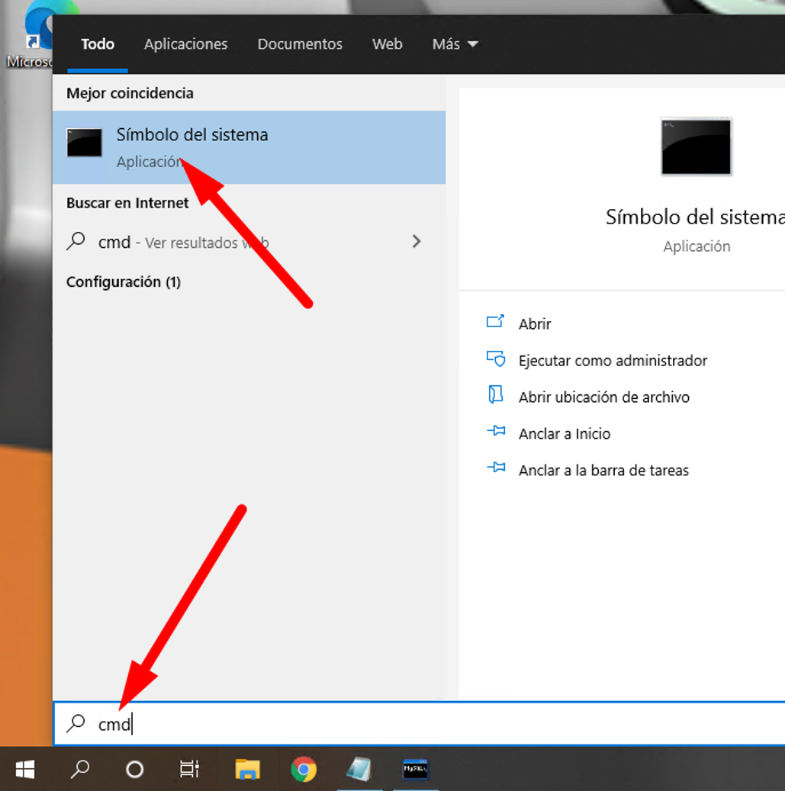 Todo Aplicaciones Documentos Web Más
Mejor coincidencia
Símbolo del sistema
Aplicación
Buscar en Internet
cmd - Ver resultados web
Configuración (1)
Símbolo del sistema
Aplicación
Abrir
Ejecutar como administrador
Abrir ubicación de archivo
Anclar a Inicio
Anclar a la barra de tareas
cmd